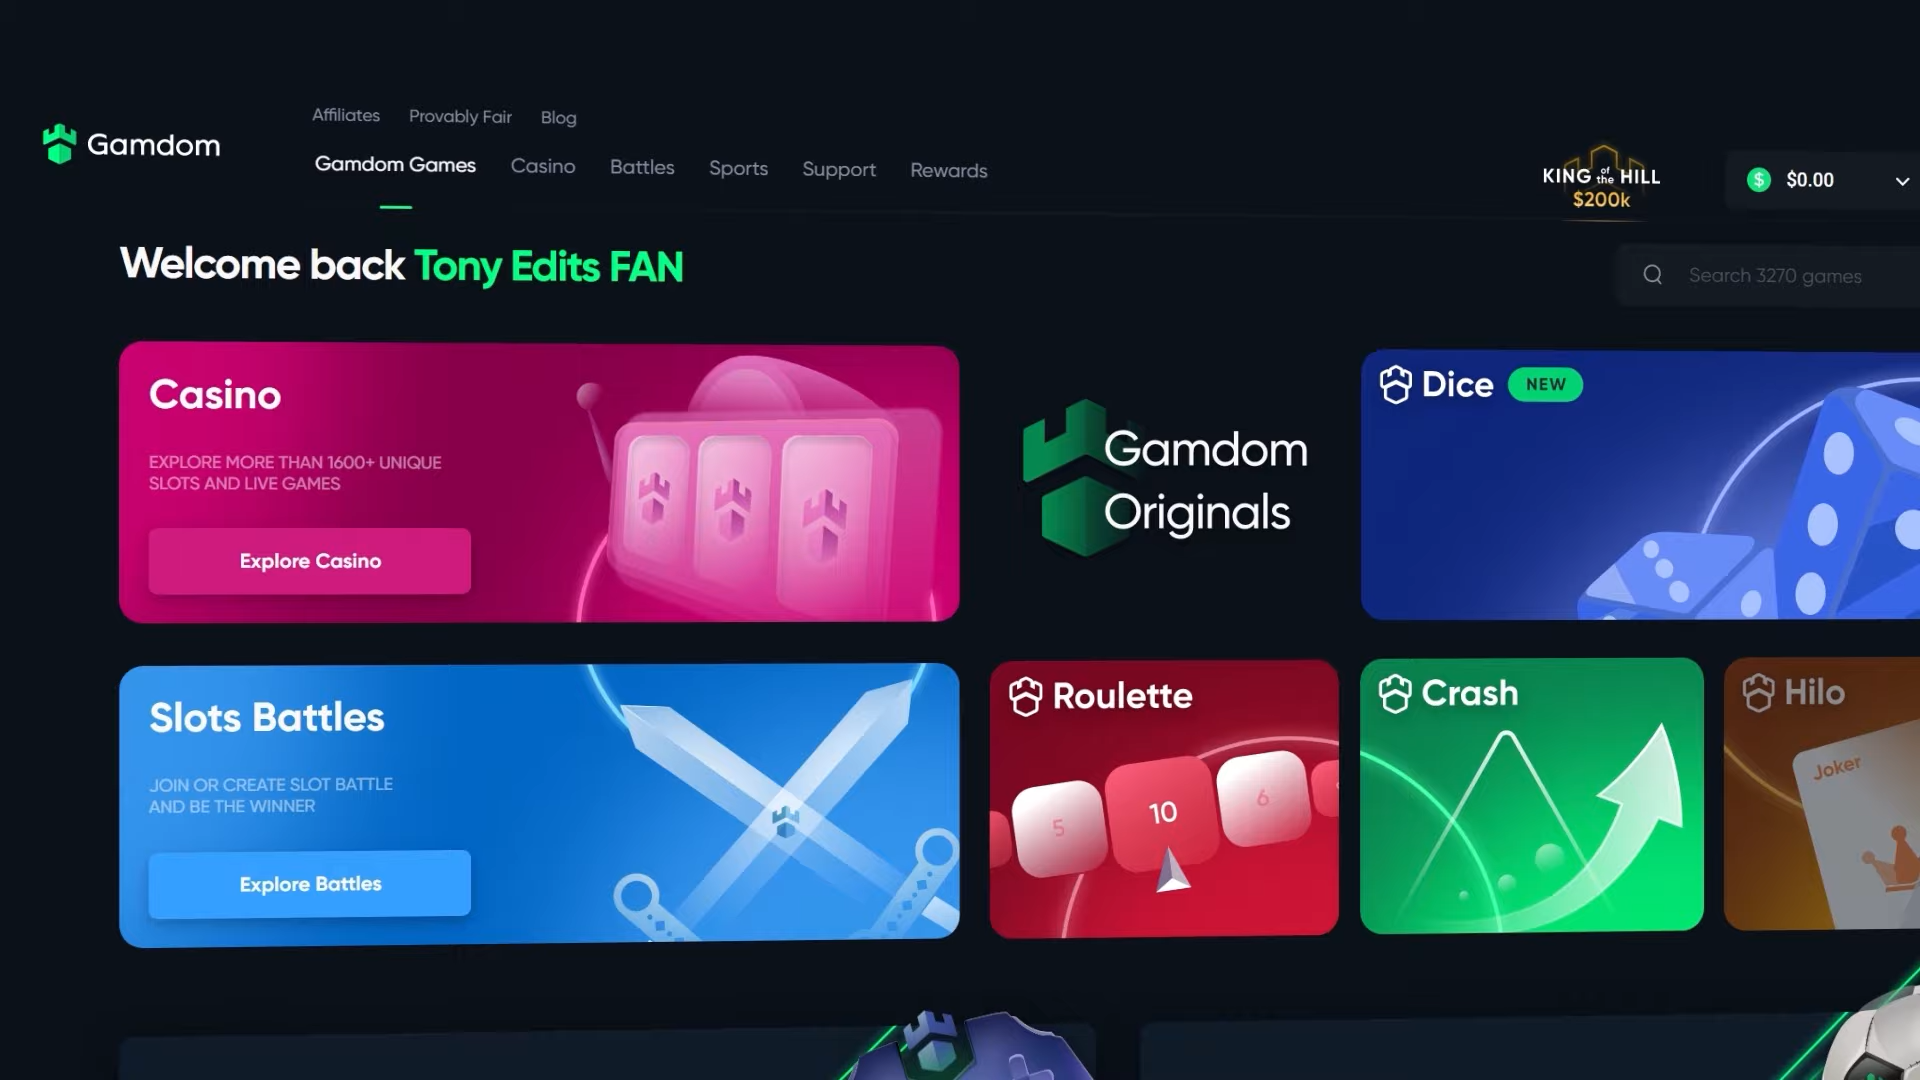 Affiliates Provably Fair Blog
Gamdom
Gamdom Games Casino Battles Sports Support Rewards
KING of the HILL
$200k
$0.00
Welcome back Tony Edits FAN
Search 3270 games
Casino
EXPLORE MORE THAN 1600+ UNIQUE
SLOTS AND LIVE GAMES
Explore Casino
Gamdom
Originals
Dice NEW
Slots Battles
JOIN OR CREATE SLOT BATTLE
AND BE THE WINNER
Explore Battles
Roulette
5 10 6
Crash
Hilo
Joker